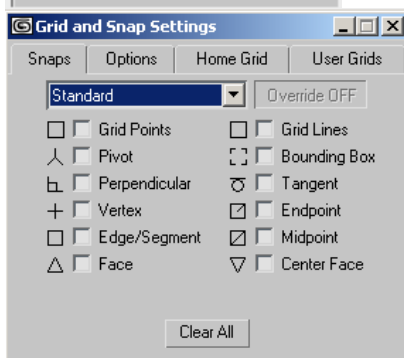 Grid and Snap Settings
Snaps Options Home Grid User Grids
Standard Override OFF
Grid Points Grid Lines
Pivot Bounding Box
Perpendicular Tangent
Vertex Endpoint
Edge/Segment Midpoint
Face Center Face
Clear All